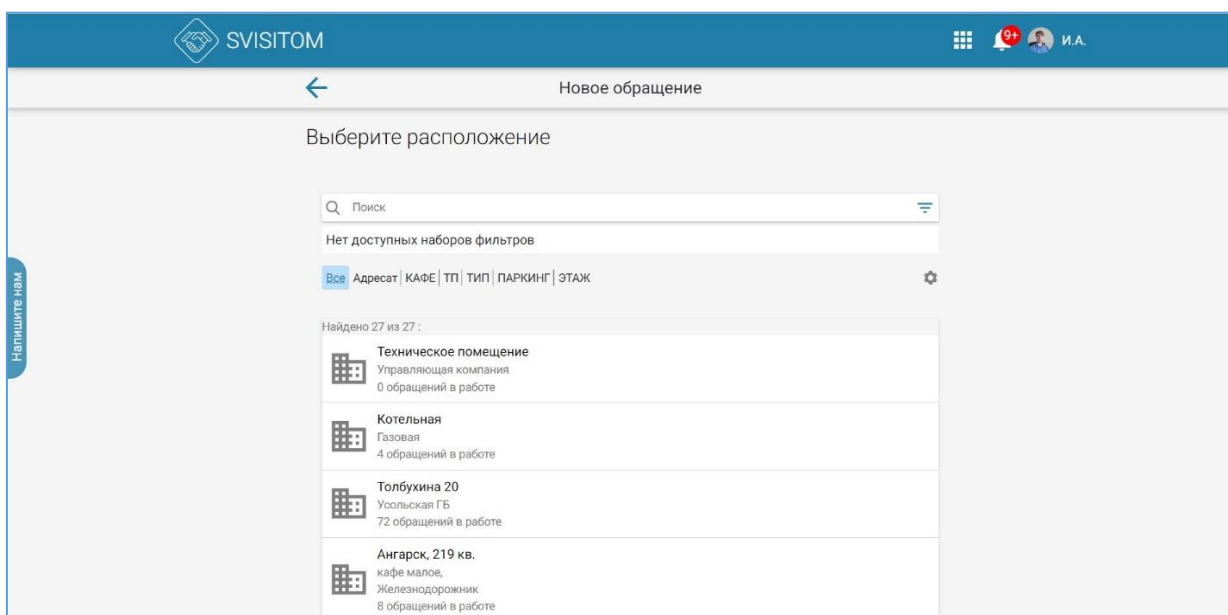 SVISITOM
9+
И.А.
Новое обращение
Выберите расположение
Поиск
Нет доступных наборов фильтров
Все Адресат КАФЕ ТП ТИП ПАРКИНГ ЭТАЖ
Напишите нам
Найдено 27 из 27 :
Техническое помещение
Управляющая компания
0 обращений в работе
Котельная
Газовая
4 обращений в работе
Толбухина 20
Усольская ГБ
72 обращений в работе
Ангарск, 219 кв.
кафе малое,
Железнодорожник
8 обращений в работе